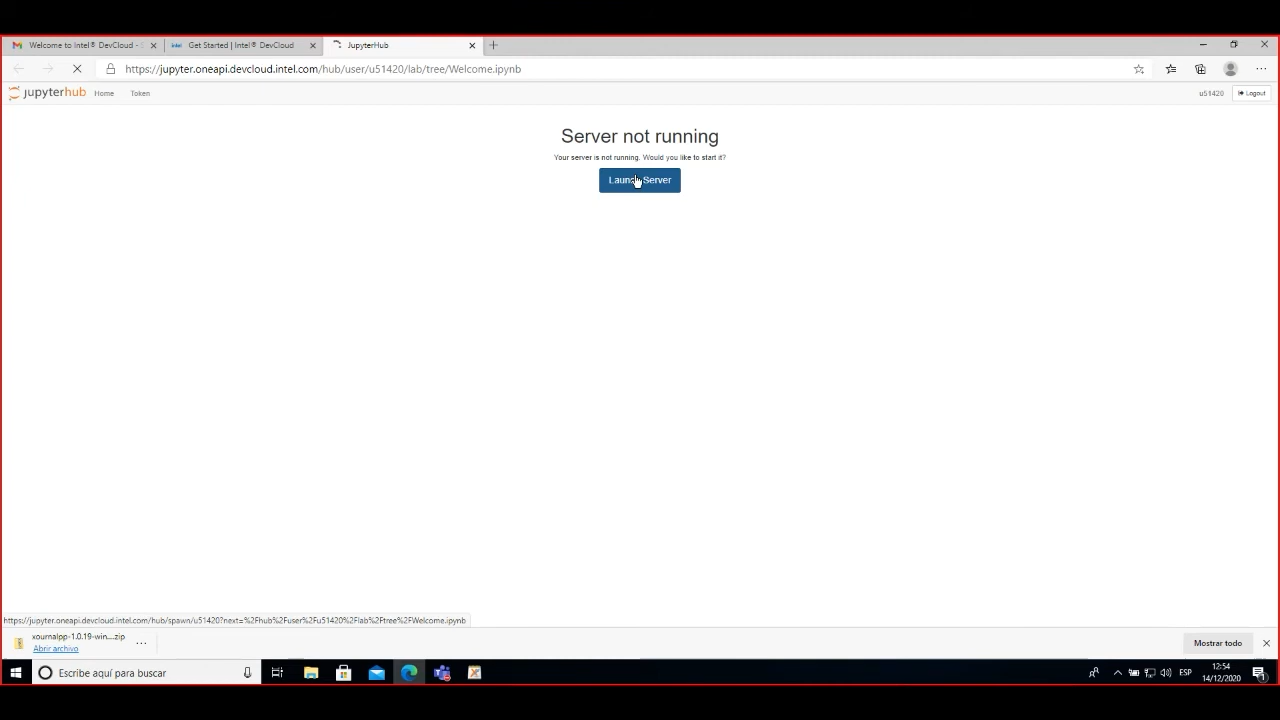 Welcome to Intel® DevCloud -
Get Started | Intel® DevCloud
JupyterHub
https://jupyter.oneapi.devcloud.intel.com/hub/user/u51420/lab/tree/Welcome.ipynb
jupyterhub
Home
Token
u51420
Logout
Server not running
Your server is not running. Would you like to start it?
Launch Server
https://jupyter.oneapi.devcloud.intel.com/hub/spawn/u51420?next=%2Fhub%2Fuser%2Fu51420%2Flab%2Ftree%2FWelcome.ipynb
xournalpp-1.0.19-win....zip
Abrir archivo
Mostrar todo
Escribe aquí para buscar
ESP
12:54
14/12/2020
1